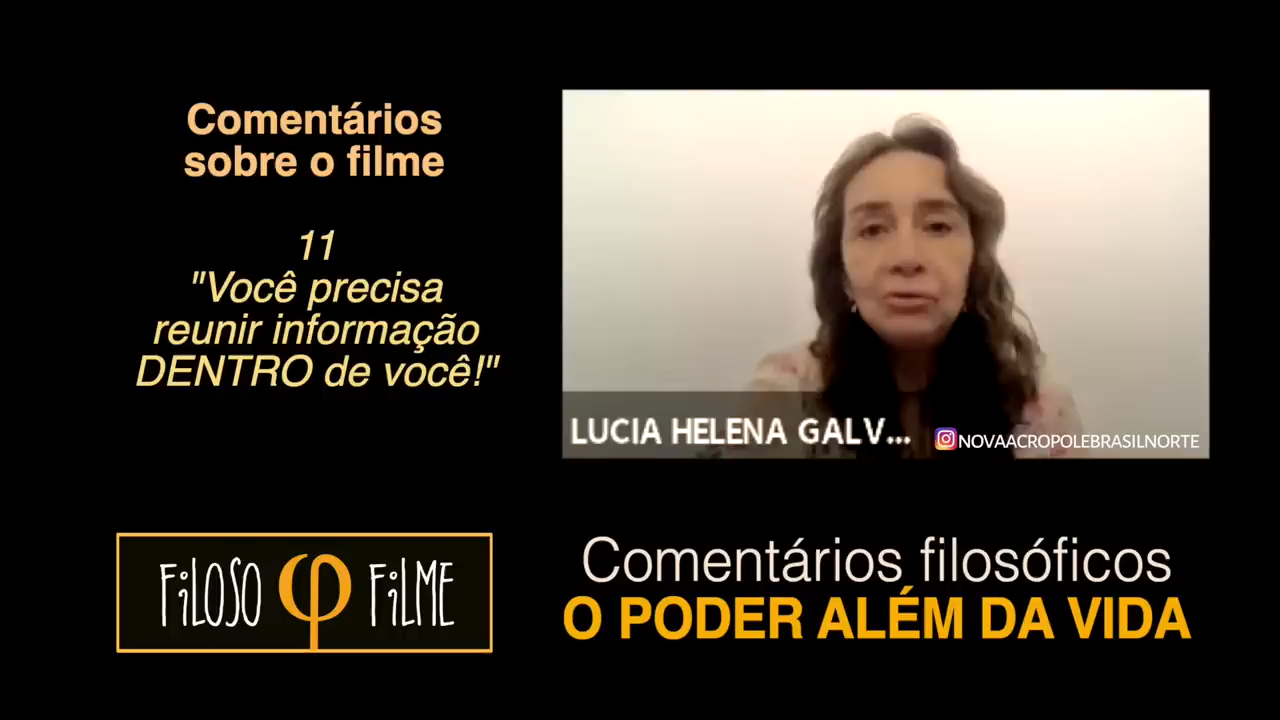 Comentários
sobre o filme
11
"Você precisa
reunir informação
DENTRO de você!"
LUCIA HELENA GALV...
NOVAACROPOLEBRASILNORTE
FiLOSO φ FiLME
Comentários filosóficos
O PODER ALÉM DA VIDA